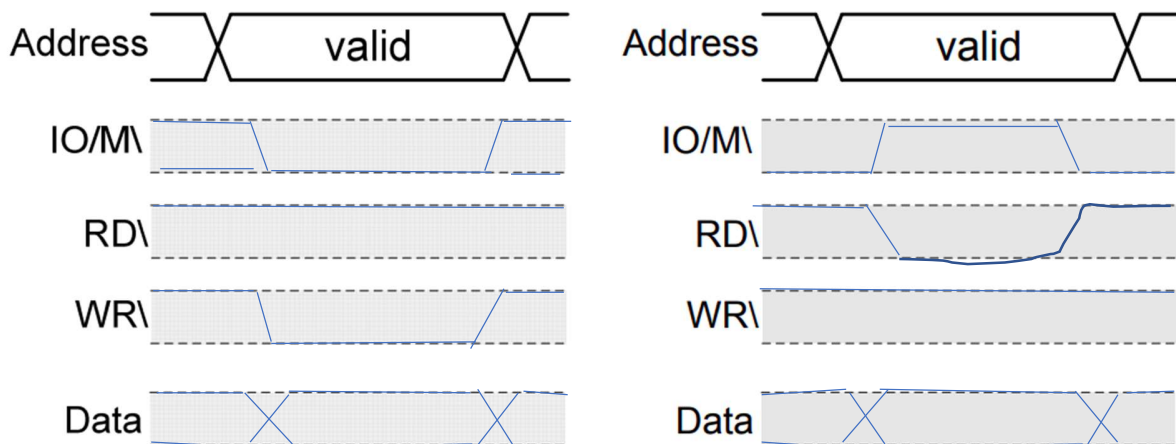 Address valid
IO/M\
RD\
WR\
Data
Address valid
IO/M\
RD\
WR\
Data